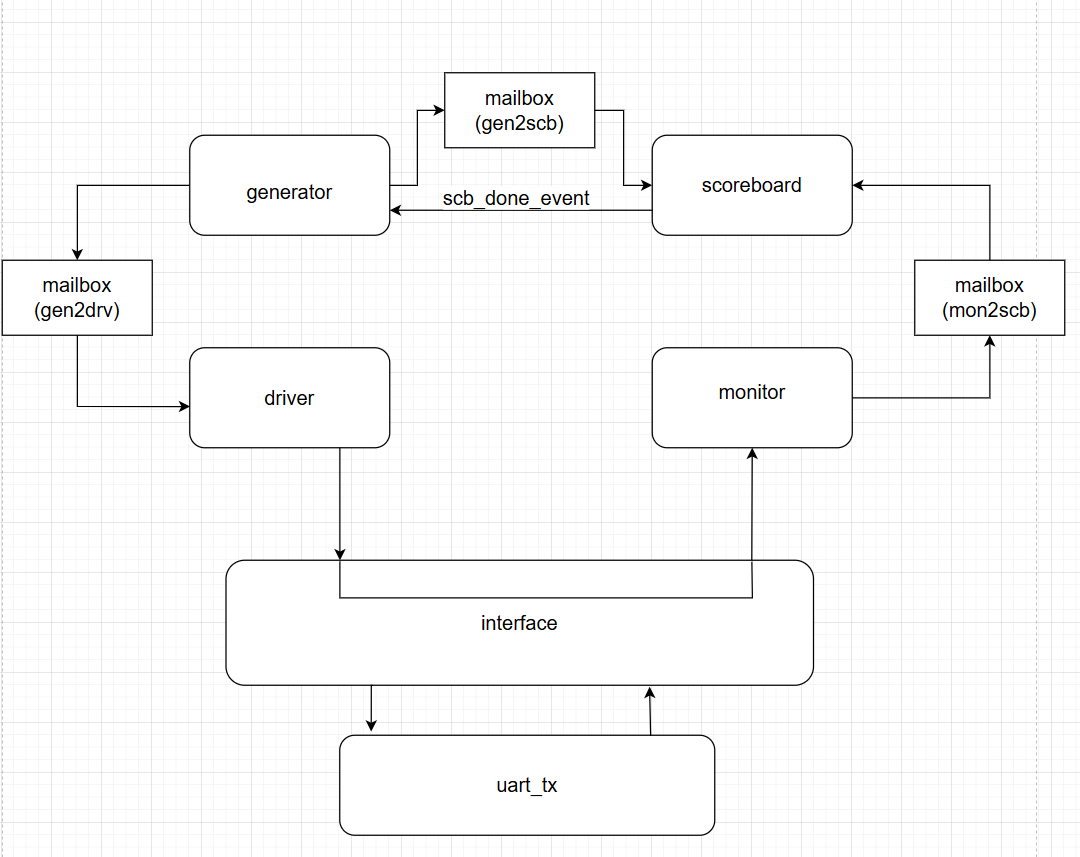 mailbox
(gen2scb)
generator
scb_done_event
scoreboard
mailbox
(gen2drv)
mailbox
(mon2scb)
driver
monitor
interface
uart_tx